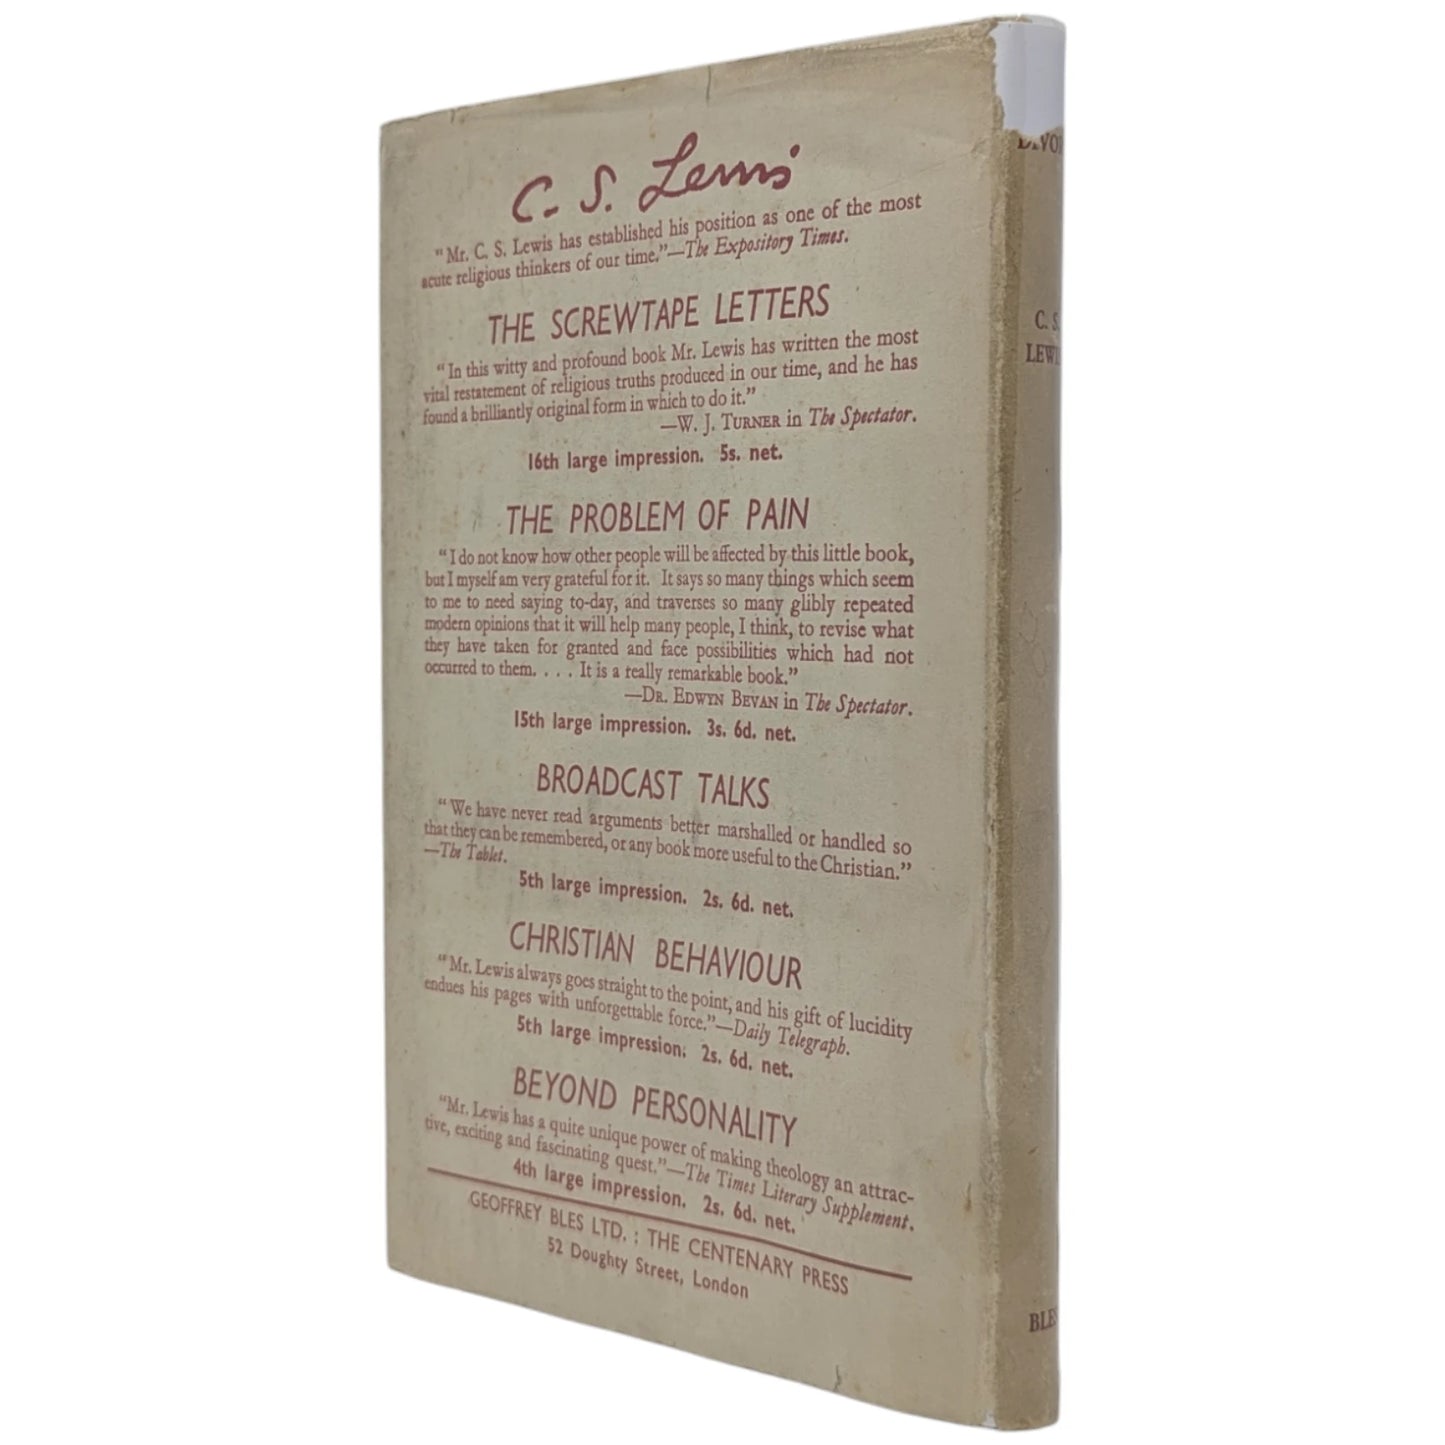 C. S. Lewis
"Mr. C. S. Lewis has established his position as one of the most
acute religious thinkers of our time."—The Expository Times.
THE SCREWTAPE LETTERS
"In this witty and profound book Mr. Lewis has written the most
vital restatement of religious truths produced in our time, and he has
found a brilliantly original form in which to do it."
—W. J. TURNER in The Spectator.
16th large impression. 5s. net.
THE PROBLEM OF PAIN
"I do not know how other people will be affected by this little book,
but I myself am very grateful for it. It says so many things which seem
to me to need saying to-day, and traverses so many glibly repeated
modern opinions that it will help many people, I think, to revise what
they have taken for granted and face possibilities which had not
occurred to them. . . . It is a really remarkable book."
—DR. EDWYN BEVAN in The Spectator.
15th large impression. 3s. 6d. net.
BROADCAST TALKS
"We have never read arguments better marshalled or handled so
that they can be remembered, or any book more useful to the Christian."
—The Tablet.
5th large impression. 2s. 6d. net.
CHRISTIAN BEHAVIOUR
"Mr. Lewis always goes straight to the point, and his gift of lucidity
endues his pages with unforgettable force."—Daily Telegraph.
5th large impression. 2s. 6d. net.
BEYOND PERSONALITY
"Mr. Lewis has a quite unique power of making theology an attrac-
tive, exciting and fascinating quest."—The Times Literary Supplement.
4th large impression. 2s. 6d. net.
GEOFFREY BLES LTD. : THE CENTENARY PRESS
52 Doughty Street, London
C. S.